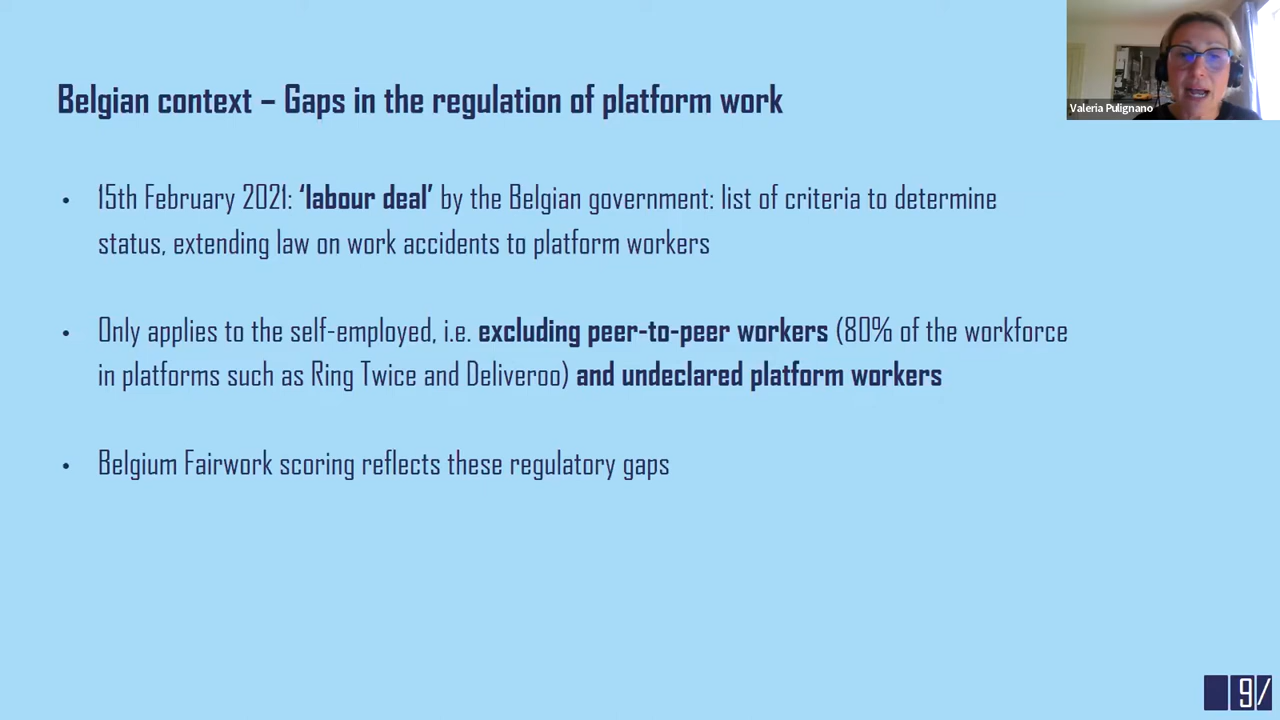 Belgian context – Gaps in the regulation of platform work
Valeria Pulignano
• 15th February 2021: ‘labour deal’ by the Belgian government: list of criteria to determine
status, extending law on work accidents to platform workers
• Only applies to the self-employed, i.e. excluding peer-to-peer workers (80% of the workforce
in platforms such as Ring Twice and Deliveroo) and undeclared platform workers
• Belgium Fairwork scoring reflects these regulatory gaps
9/